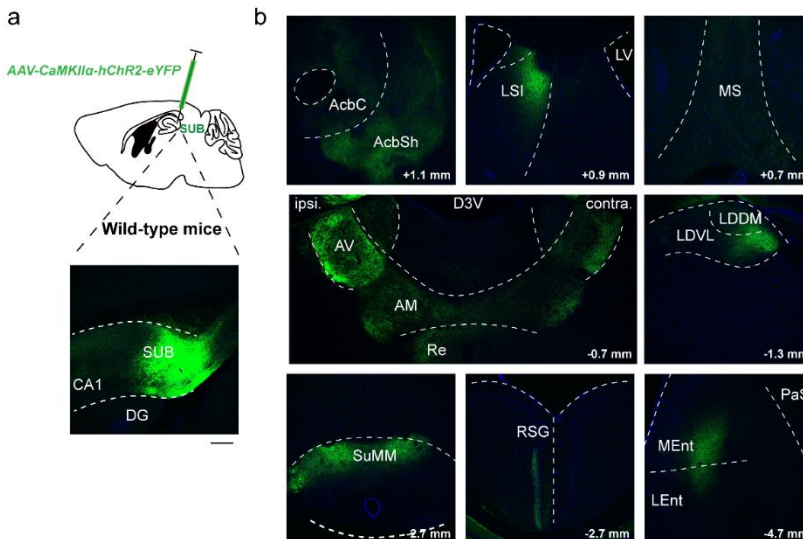 a
AAV-CaMKIIα-hChR2-eYFP
SUB
Wild-type mice
SUB
CA1
DG
b
AcbC
AcbSh
+1.1 mm
LSI
LV
+0.9 mm
MS
+0.7 mm
ipsi.
D3V
contra.
AV
AM
Re
-0.7 mm
LDDM
LDVL
-1.3 mm
SuMM
-2.7 mm
RSG
-2.7 mm
PaS
MEnt
LEnt
-4.7 mm